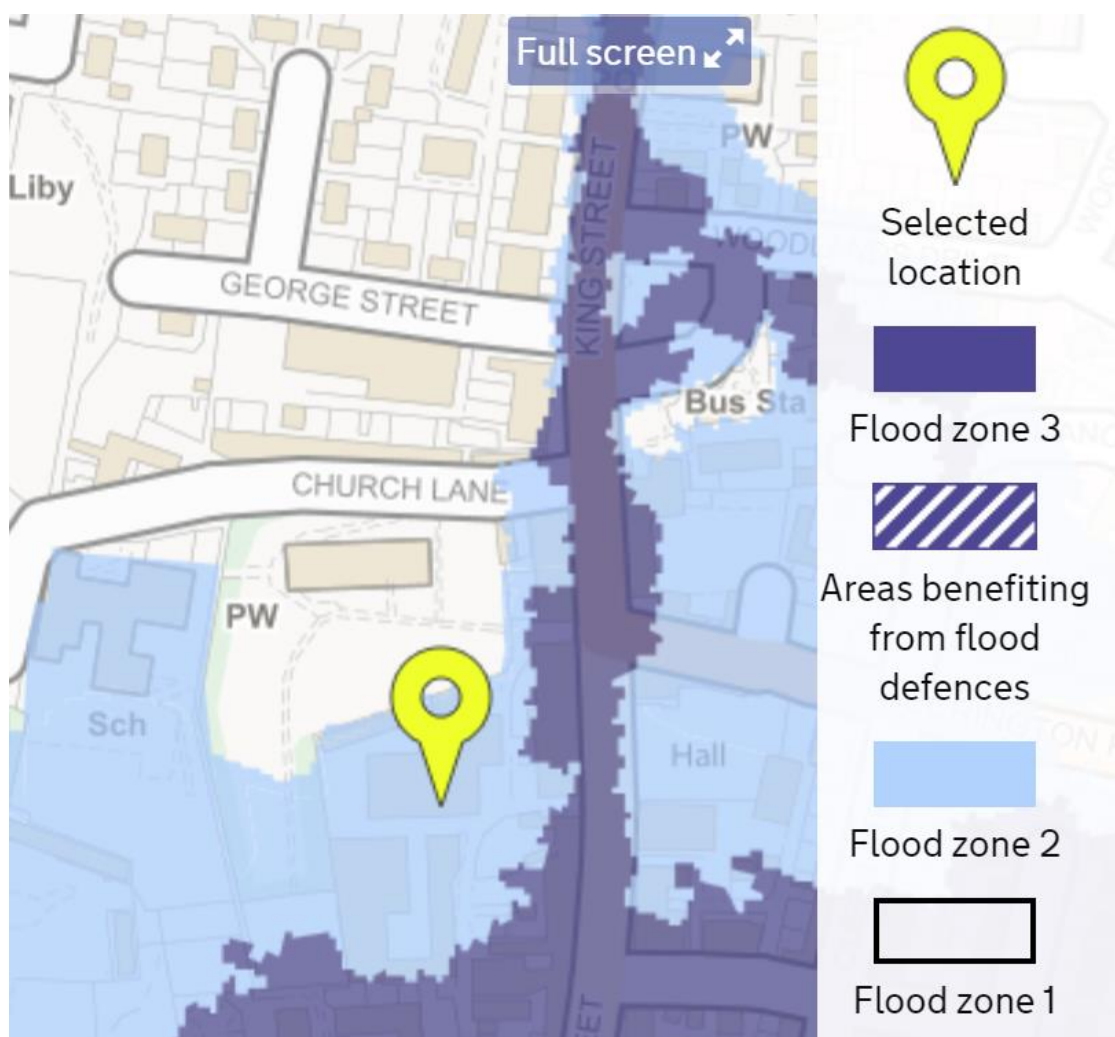 Full screen
PW
Liby
KING STREET
GEORGE STREET
Bus Sta
CHURCH LANE
PW
Sch
Hall
Selected
location
Flood zone 3
Areas benefiting
from flood
defences
Flood zone 2
Flood zone 1